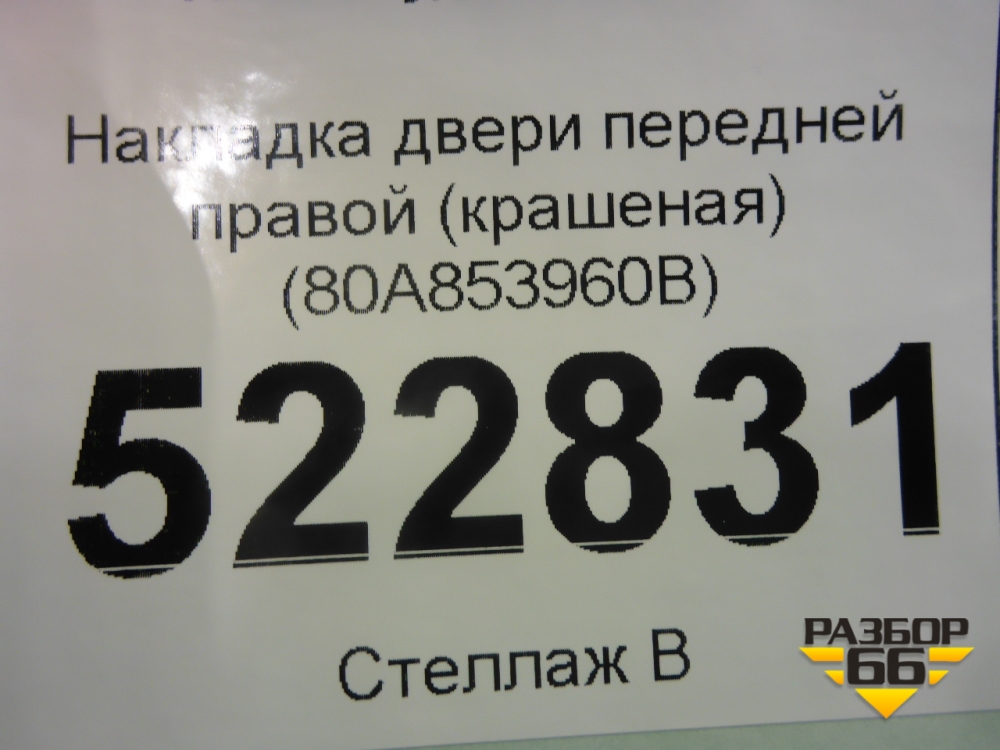 Накладка двери передней
правой (крашеная)
(80A853960B)
522831
Стеллаж В
РАЗБОР
66